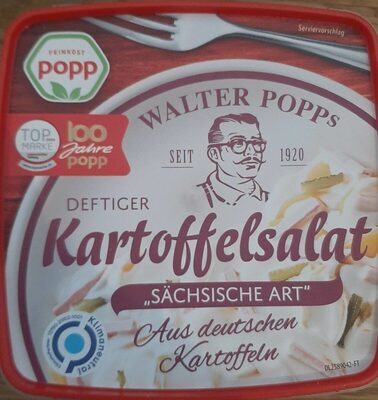 Serviervorschlag
FEINKOST
popp
TOP
MARKE
100
Jahre
popp
WALTER POPPs
SEIT 1920
DEFTIGER
Kartoffelsalat
„SÄCHSISCHE ART"
Aus deutschen
Kartoffeln
Klimaneutral